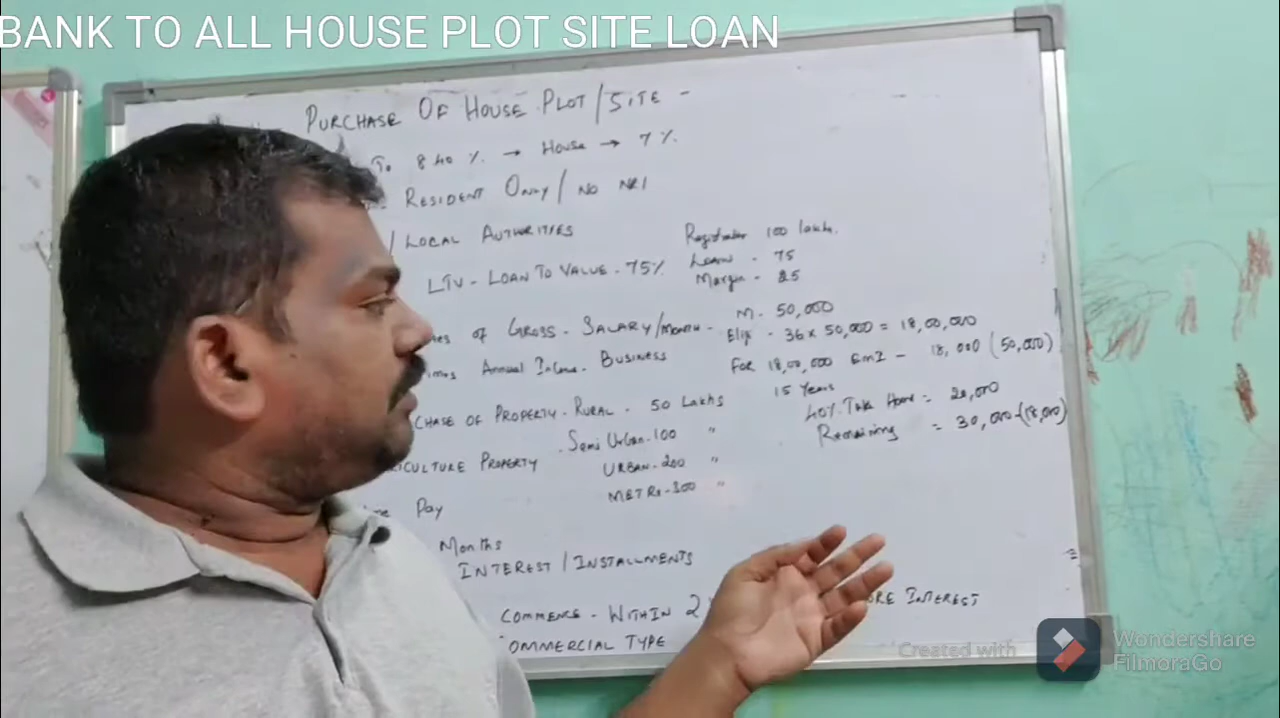 BANK TO ALL HOUSE PLOT SITE LOAN
PURCHASE OF HOUSE PLOT/SITE -
To 8.40 % → House → 7 %.
RESIDENT ONLY/ NO NRI
/ LOCAL AUTHORITIES
LTV - LOAN TO VALUE - 75%
Registration 100 lakhs.
Loan - 75
Margin - 25
of GROSS - SALARY/MONTH -
Annual Income - BUSINESS
M - 50,000
Elig - 36 x 50,000 = 18,00,000
FOR 18,00,000 EMI - 18,000 (50,000)
15 Years
40% Take Home = 20,000
Remaining = 30,000-(18,000)
CHASE OF PROPERTY - RURAL - 50 Lakhs
Semi Urban - 100 "
RICULTURE PROPERTY
URBAN - 200 "
METRO - 300 "
Pay
Months
INTEREST / INSTALLMENTS
COMMENCE - WITHIN 2
ORE INTEREST
OMMERCIAL TYPE
Created with
Wondershare
FilmoraGo